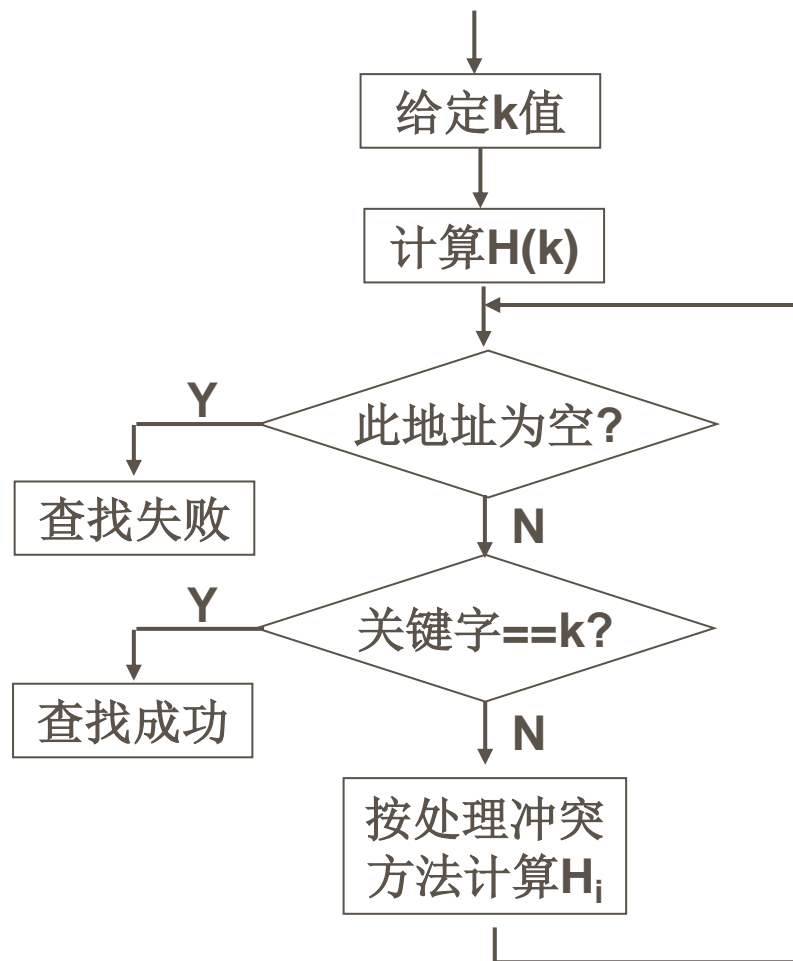 给定k值
计算H(k)
此地址为空?
Y
查找失败
N
关键字==k?
Y
查找成功
N
按处理冲突
方法计算Hi